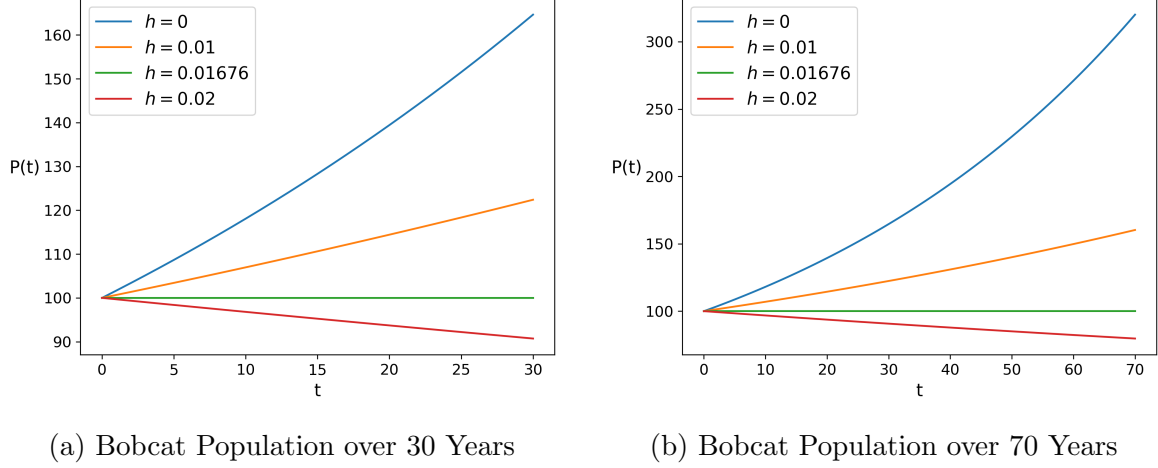 h = 0
h = 0.01
h = 0.01676
h = 0.02
160
150
140
130
120
110
100
90
P(t)
0 5 10 15 20 25 30
t
(a) Bobcat Population over 30 Years
h = 0
h = 0.01
h = 0.01676
h = 0.02
300
250
200
150
100
P(t)
0 10 20 30 40 50 60 70
t
(b) Bobcat Population over 70 Years